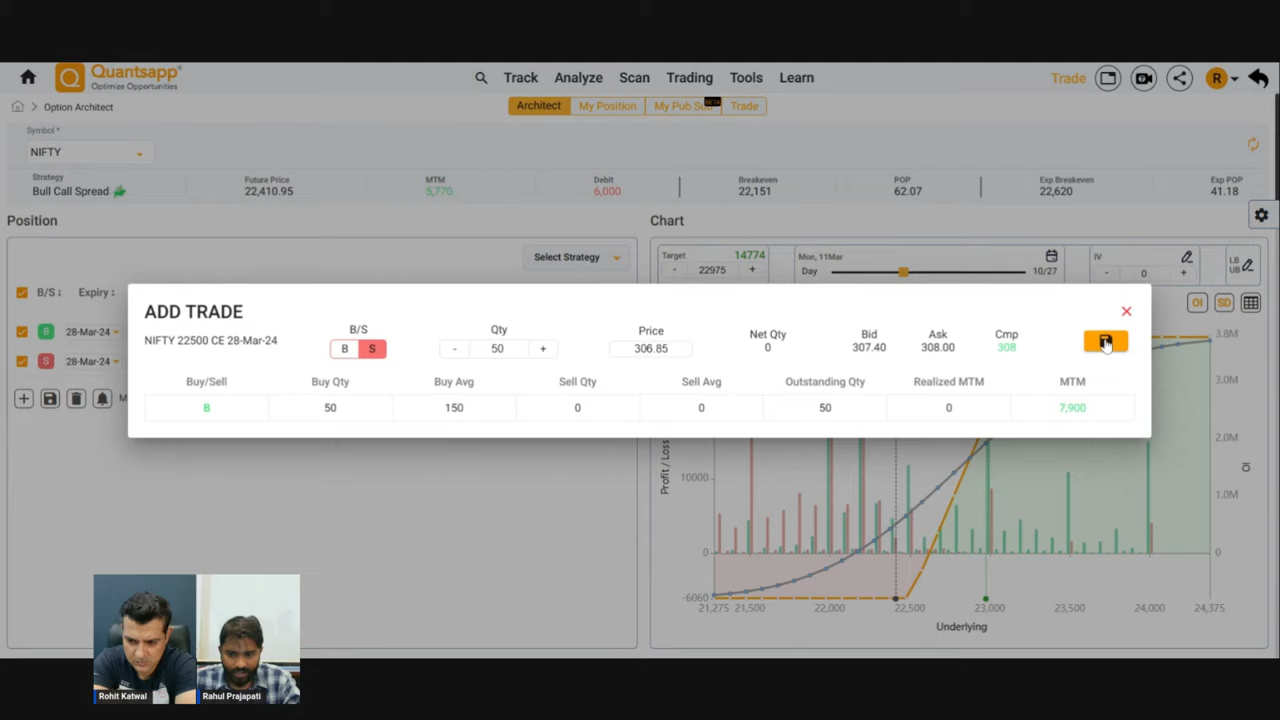 Quantsapp®
Optimize Opportunities
Track Analyze Scan Trading Tools Learn
Trade R
Option Architect
Architect My Position My Pub Sub BETA Trade
Symbol *
NIFTY
Strategy Future Price MTM Debit Breakeven POP Exp Breakeven Exp POP
Bull Call Spread 22,410.95 5,770 6,000 22,151 62.07 22,620 41.18
Position
Chart
Select Strategy
Target 14774
- 22975 +
Mon, 11Mar
Day 10/27
IV
- 0 +
LB
UB
B/S↓ Expiry↓
OI SD
B 28-Mar-24
S 28-Mar-24
M
ADD TRADE
NIFTY 22500 CE 28-Mar-24
B/S Qty Price Net Qty Bid Ask Cmp
B S - 50 + 306.85 0 307.40 308.00 308
Buy/Sell Buy Qty Buy Avg Sell Qty Sell Avg Outstanding Qty Realized MTM MTM
B 50 150 0 0 50 0 7,900
3.8M
3.0M
2.0M
1.0M
0
OI
Profit / Loss
10000
0
-6060
21,275 21,500 22,000 22,500 23,000 23,500 24,000 24,375
Underlying
Rohit Katwal Rahul Prajapati